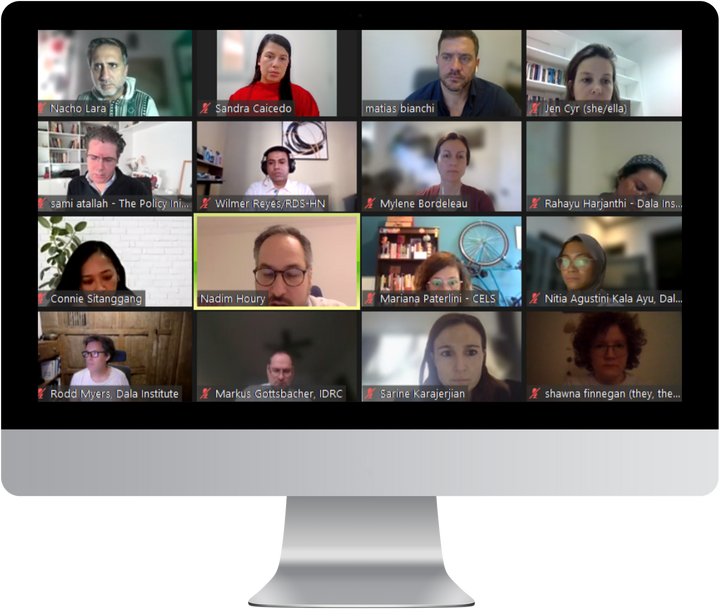 Nacho Lara
Sandra Caicedo
matias bianchi
Jen Cyr (she/ella)
sami atallah - The Policy Ini...
Wilmer Reyes/RDS-HN
Mylene Bordeleau
Rahayu Harjanthi - Dala Ins...
Connie Sitanggang
Nadim Houry
Mariana Paterlini - CELS
Nitia Agustini Kala Ayu, Dal...
Rodd Myers, Dala Institute
Markus Gottsbacher, IDRC
Sarine Karajerjian
shawna finnegan (they, the...